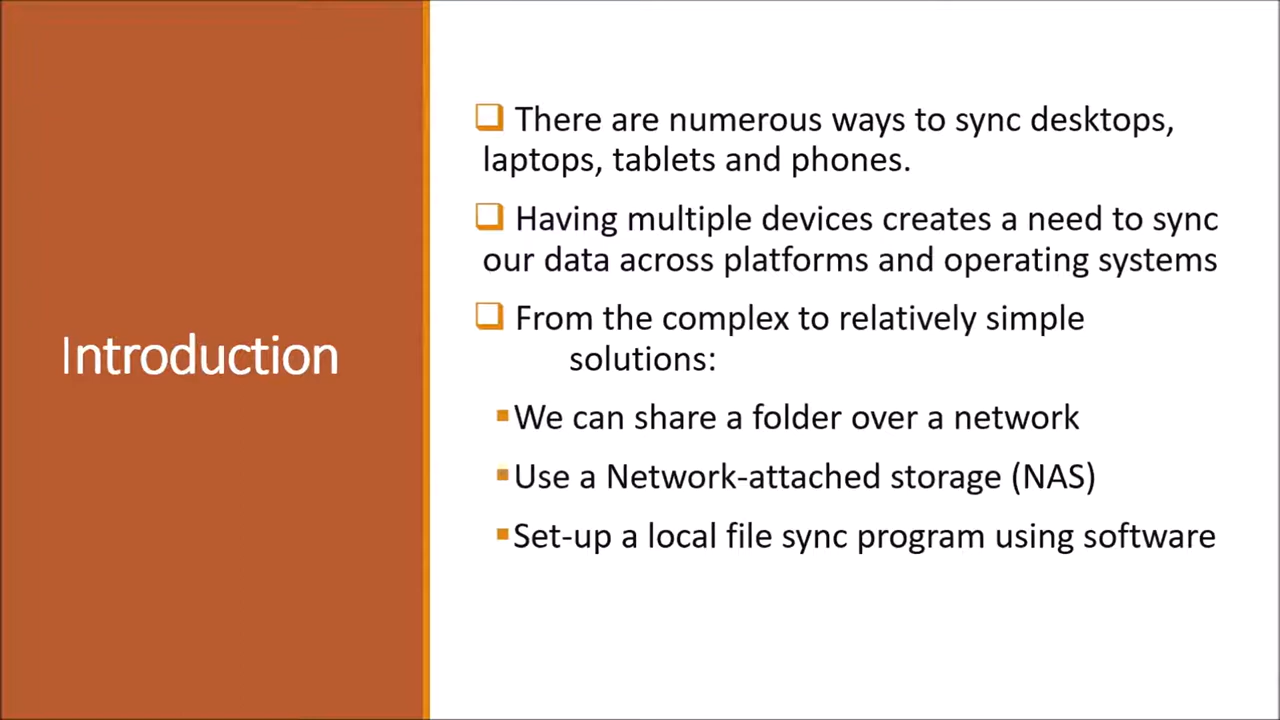 Introduction
There are numerous ways to sync desktops,
laptops, tablets and phones.
Having multiple devices creates a need to sync
our data across platforms and operating systems
From the complex to relatively simple
solutions:
We can share a folder over a network
Use a Network-attached storage (NAS)
Set-up a local file sync program using software